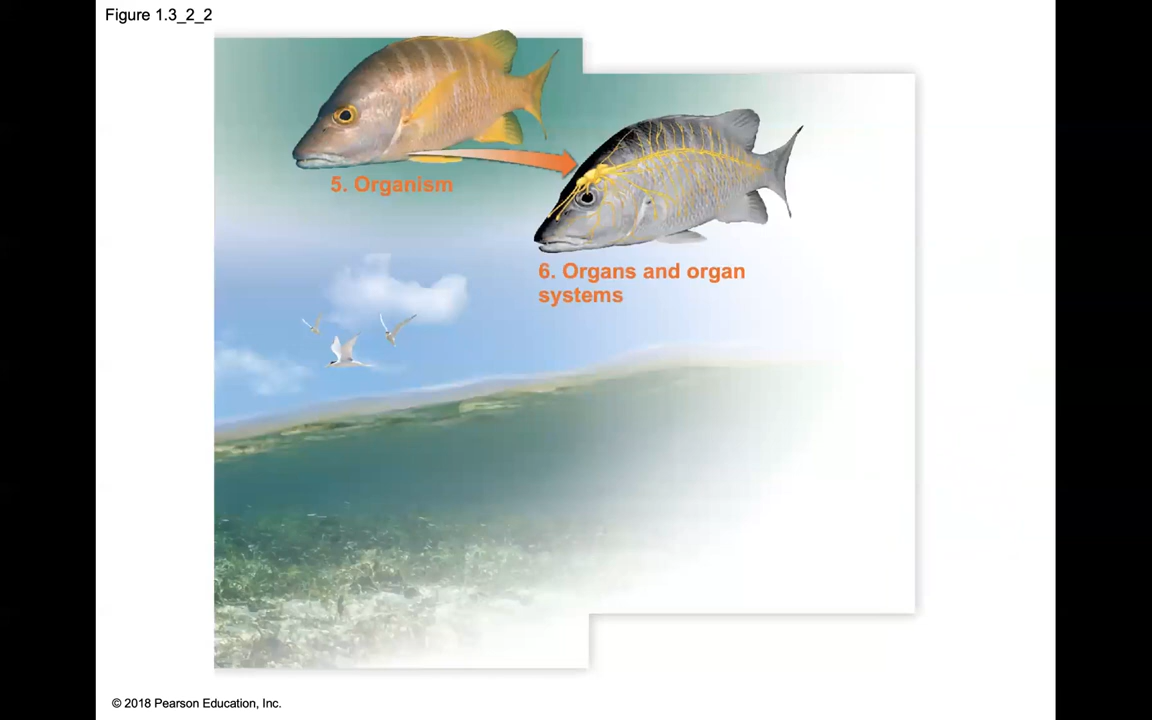 Figure 1.3_2_2
5. Organism
6. Organs and organ
systems
© 2018 Pearson Education, Inc.